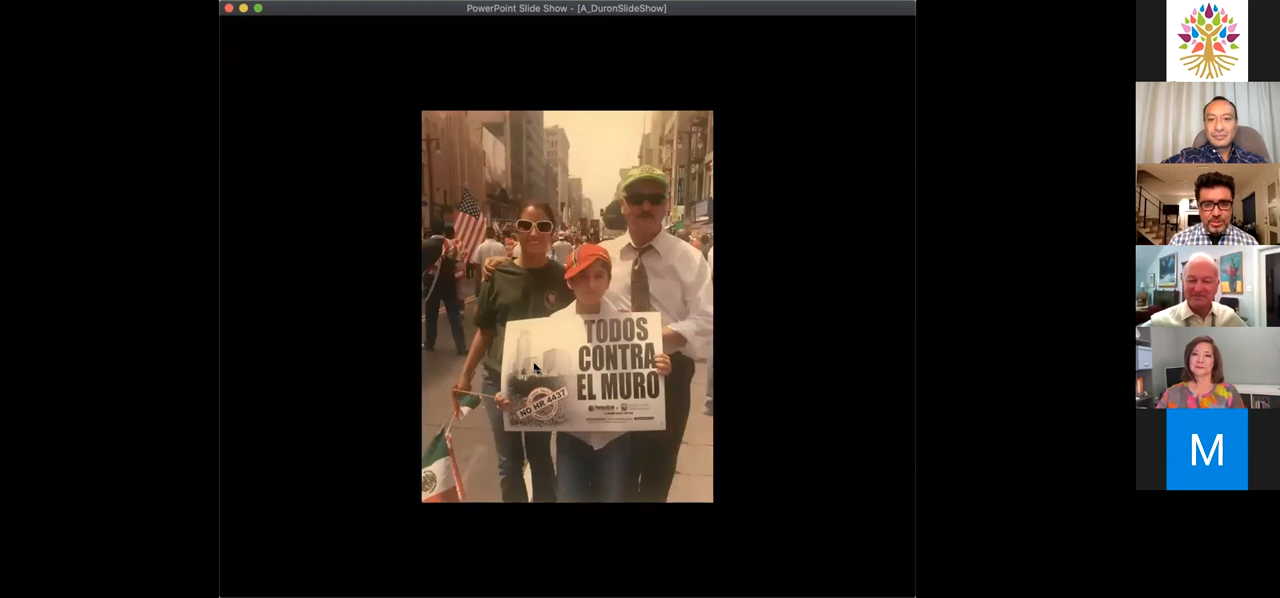 PowerPoint Slide Show - [A_DuronSlideShow]
TODOS
CONTRA
EL MURO
NO HR 4437
M